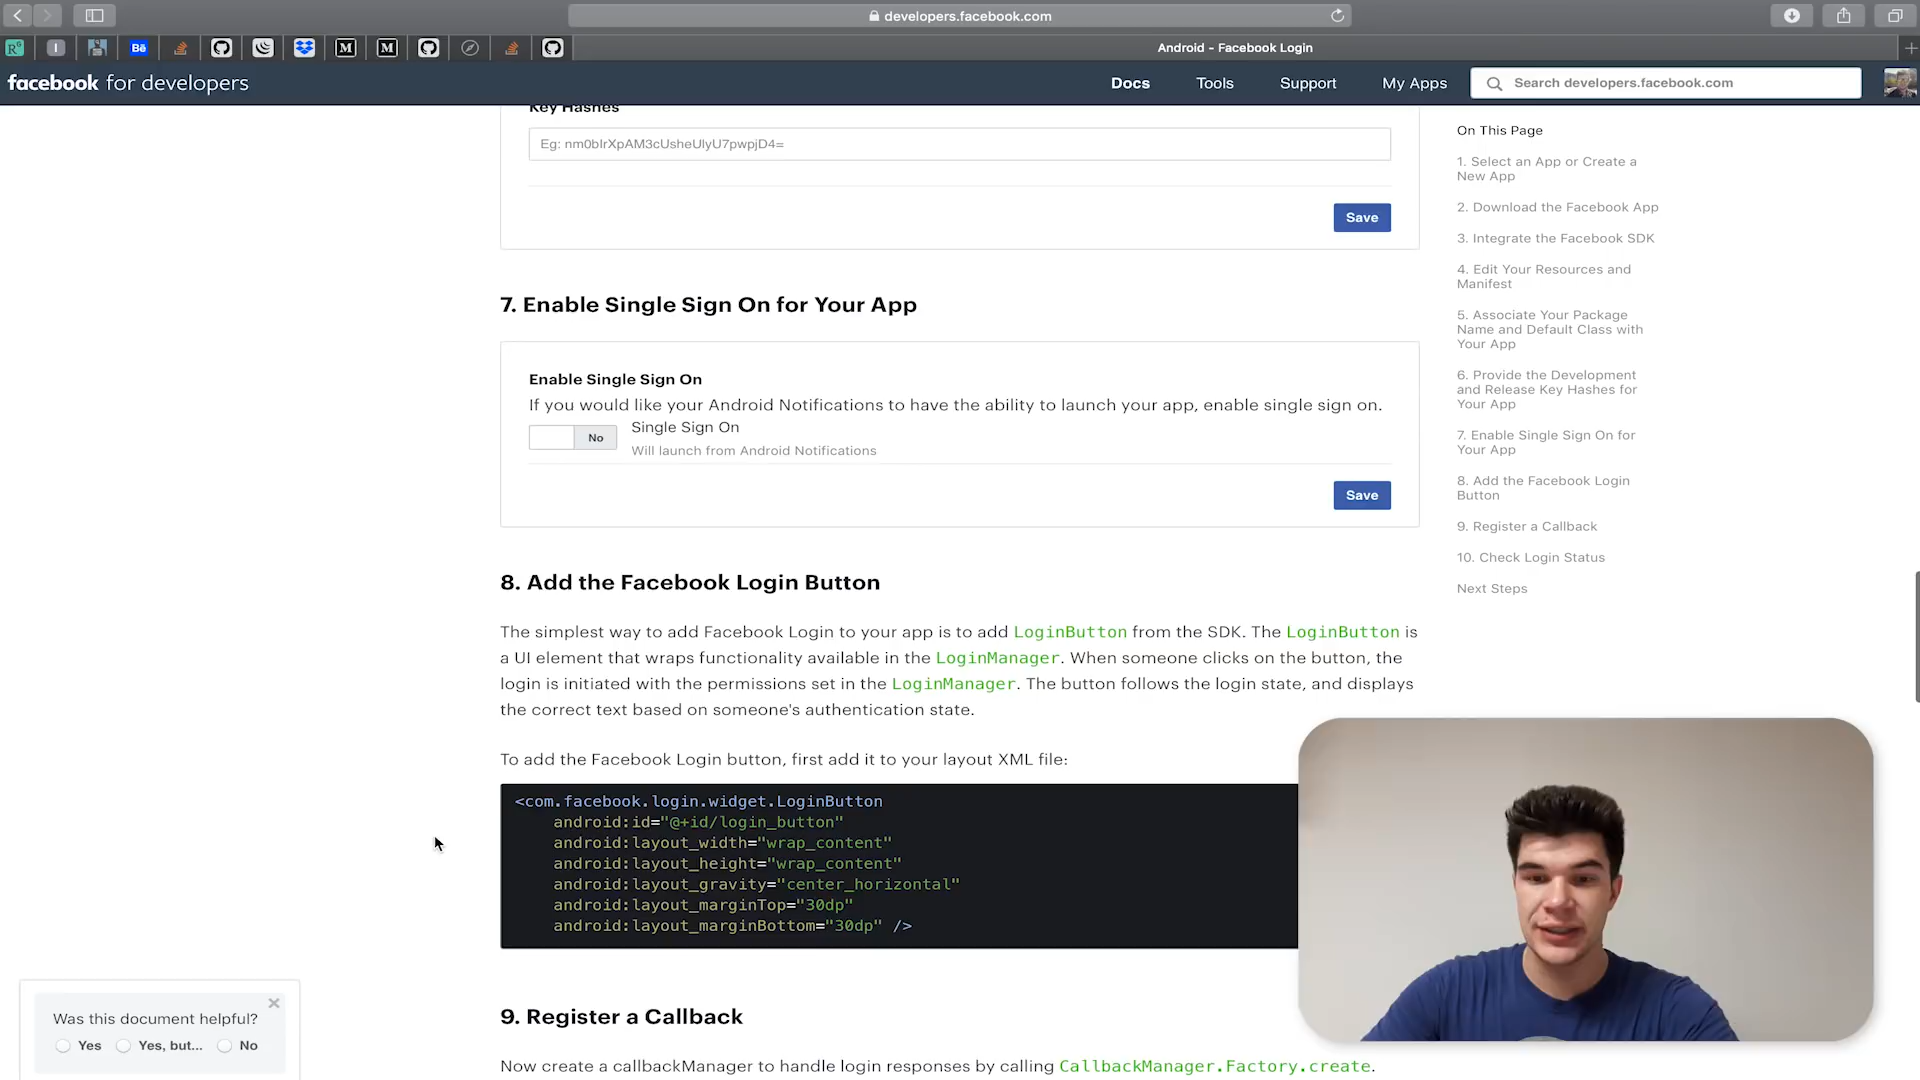 developers.facebook.com
R
I
Bē
M
M
Android - Facebook Login
facebook for developers
Docs
Tools
Support
My Apps
Search developers.facebook.com
Key Hashes
Eg: nm0bIrXpAM3cUsheUlyU7pwpjD4=
Save
7. Enable Single Sign On for Your App
Enable Single Sign On
If you would like your Android Notifications to have the ability to launch your app, enable single sign on.
No
Single Sign On
Will launch from Android Notifications
Save
8. Add the Facebook Login Button
The simplest way to add Facebook Login to your app is to add LoginButton from the SDK. The LoginButton is
a UI element that wraps functionality available in the LoginManager. When someone clicks on the button, the
login is initiated with the permissions set in the LoginManager. The button follows the login state, and displays
the correct text based on someone's authentication state.
To add the Facebook Login button, first add it to your layout XML file:
<com.facebook.login.widget.LoginButton
android:id="@+id/login_button"
android:layout_width="wrap_content"
android:layout_height="wrap_content"
android:layout_gravity="center_horizontal"
android:layout_marginTop="30dp"
android:layout_marginBottom="30dp" />
9. Register a Callback
Now create a callbackManager to handle login responses by calling CallbackManager.Factory.create.
On This Page
1. Select an App or Create a
New App
2. Download the Facebook App
3. Integrate the Facebook SDK
4. Edit Your Resources and
Manifest
5. Associate Your Package
Name and Default Class with
Your App
6. Provide the Development
and Release Key Hashes for
Your App
7. Enable Single Sign On for
Your App
8. Add the Facebook Login
Button
9. Register a Callback
10. Check Login Status
Next Steps
Was this document helpful?
Yes
Yes, but...
No